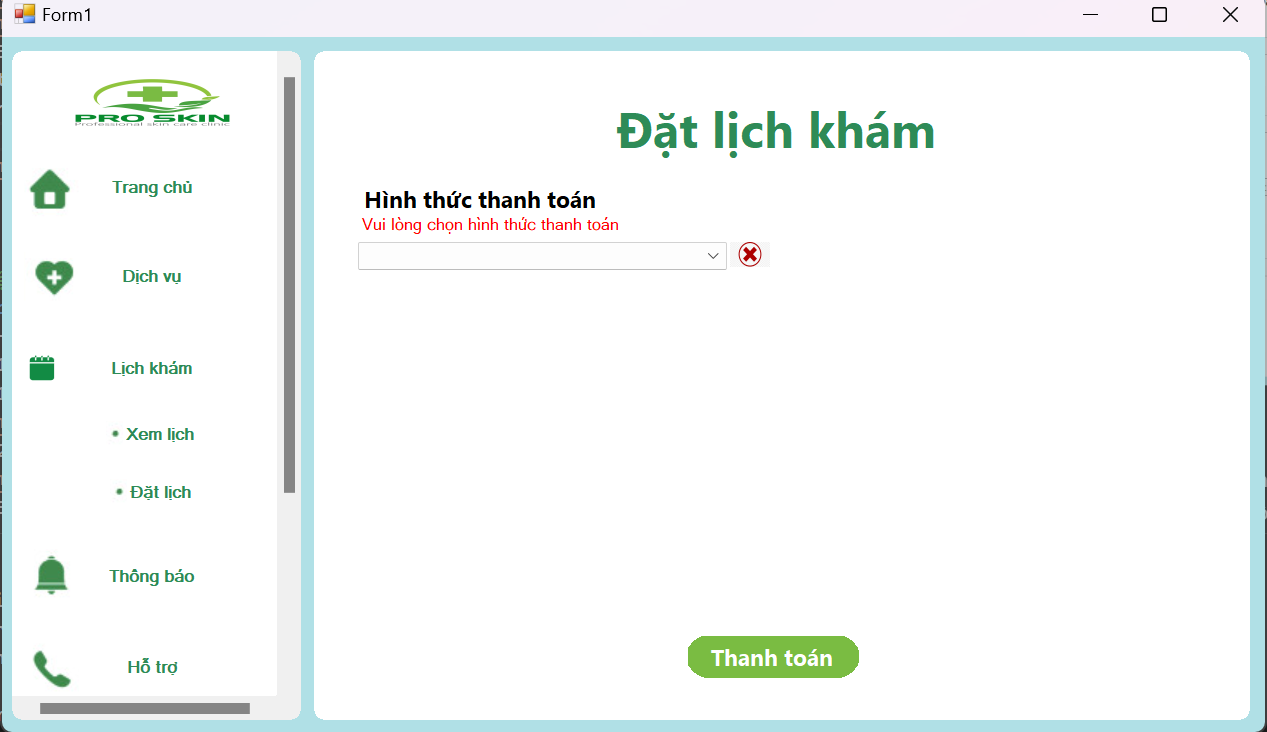 Form1
PRO SKIN
Professional skin care clinic
Trang chủ
Dịch vụ
Lịch khám
• Xem lịch
• Đặt lịch
Thông báo
Hỗ trợ
Đặt lịch khám
Hình thức thanh toán
Vui lòng chọn hình thức thanh toán
Thanh toán